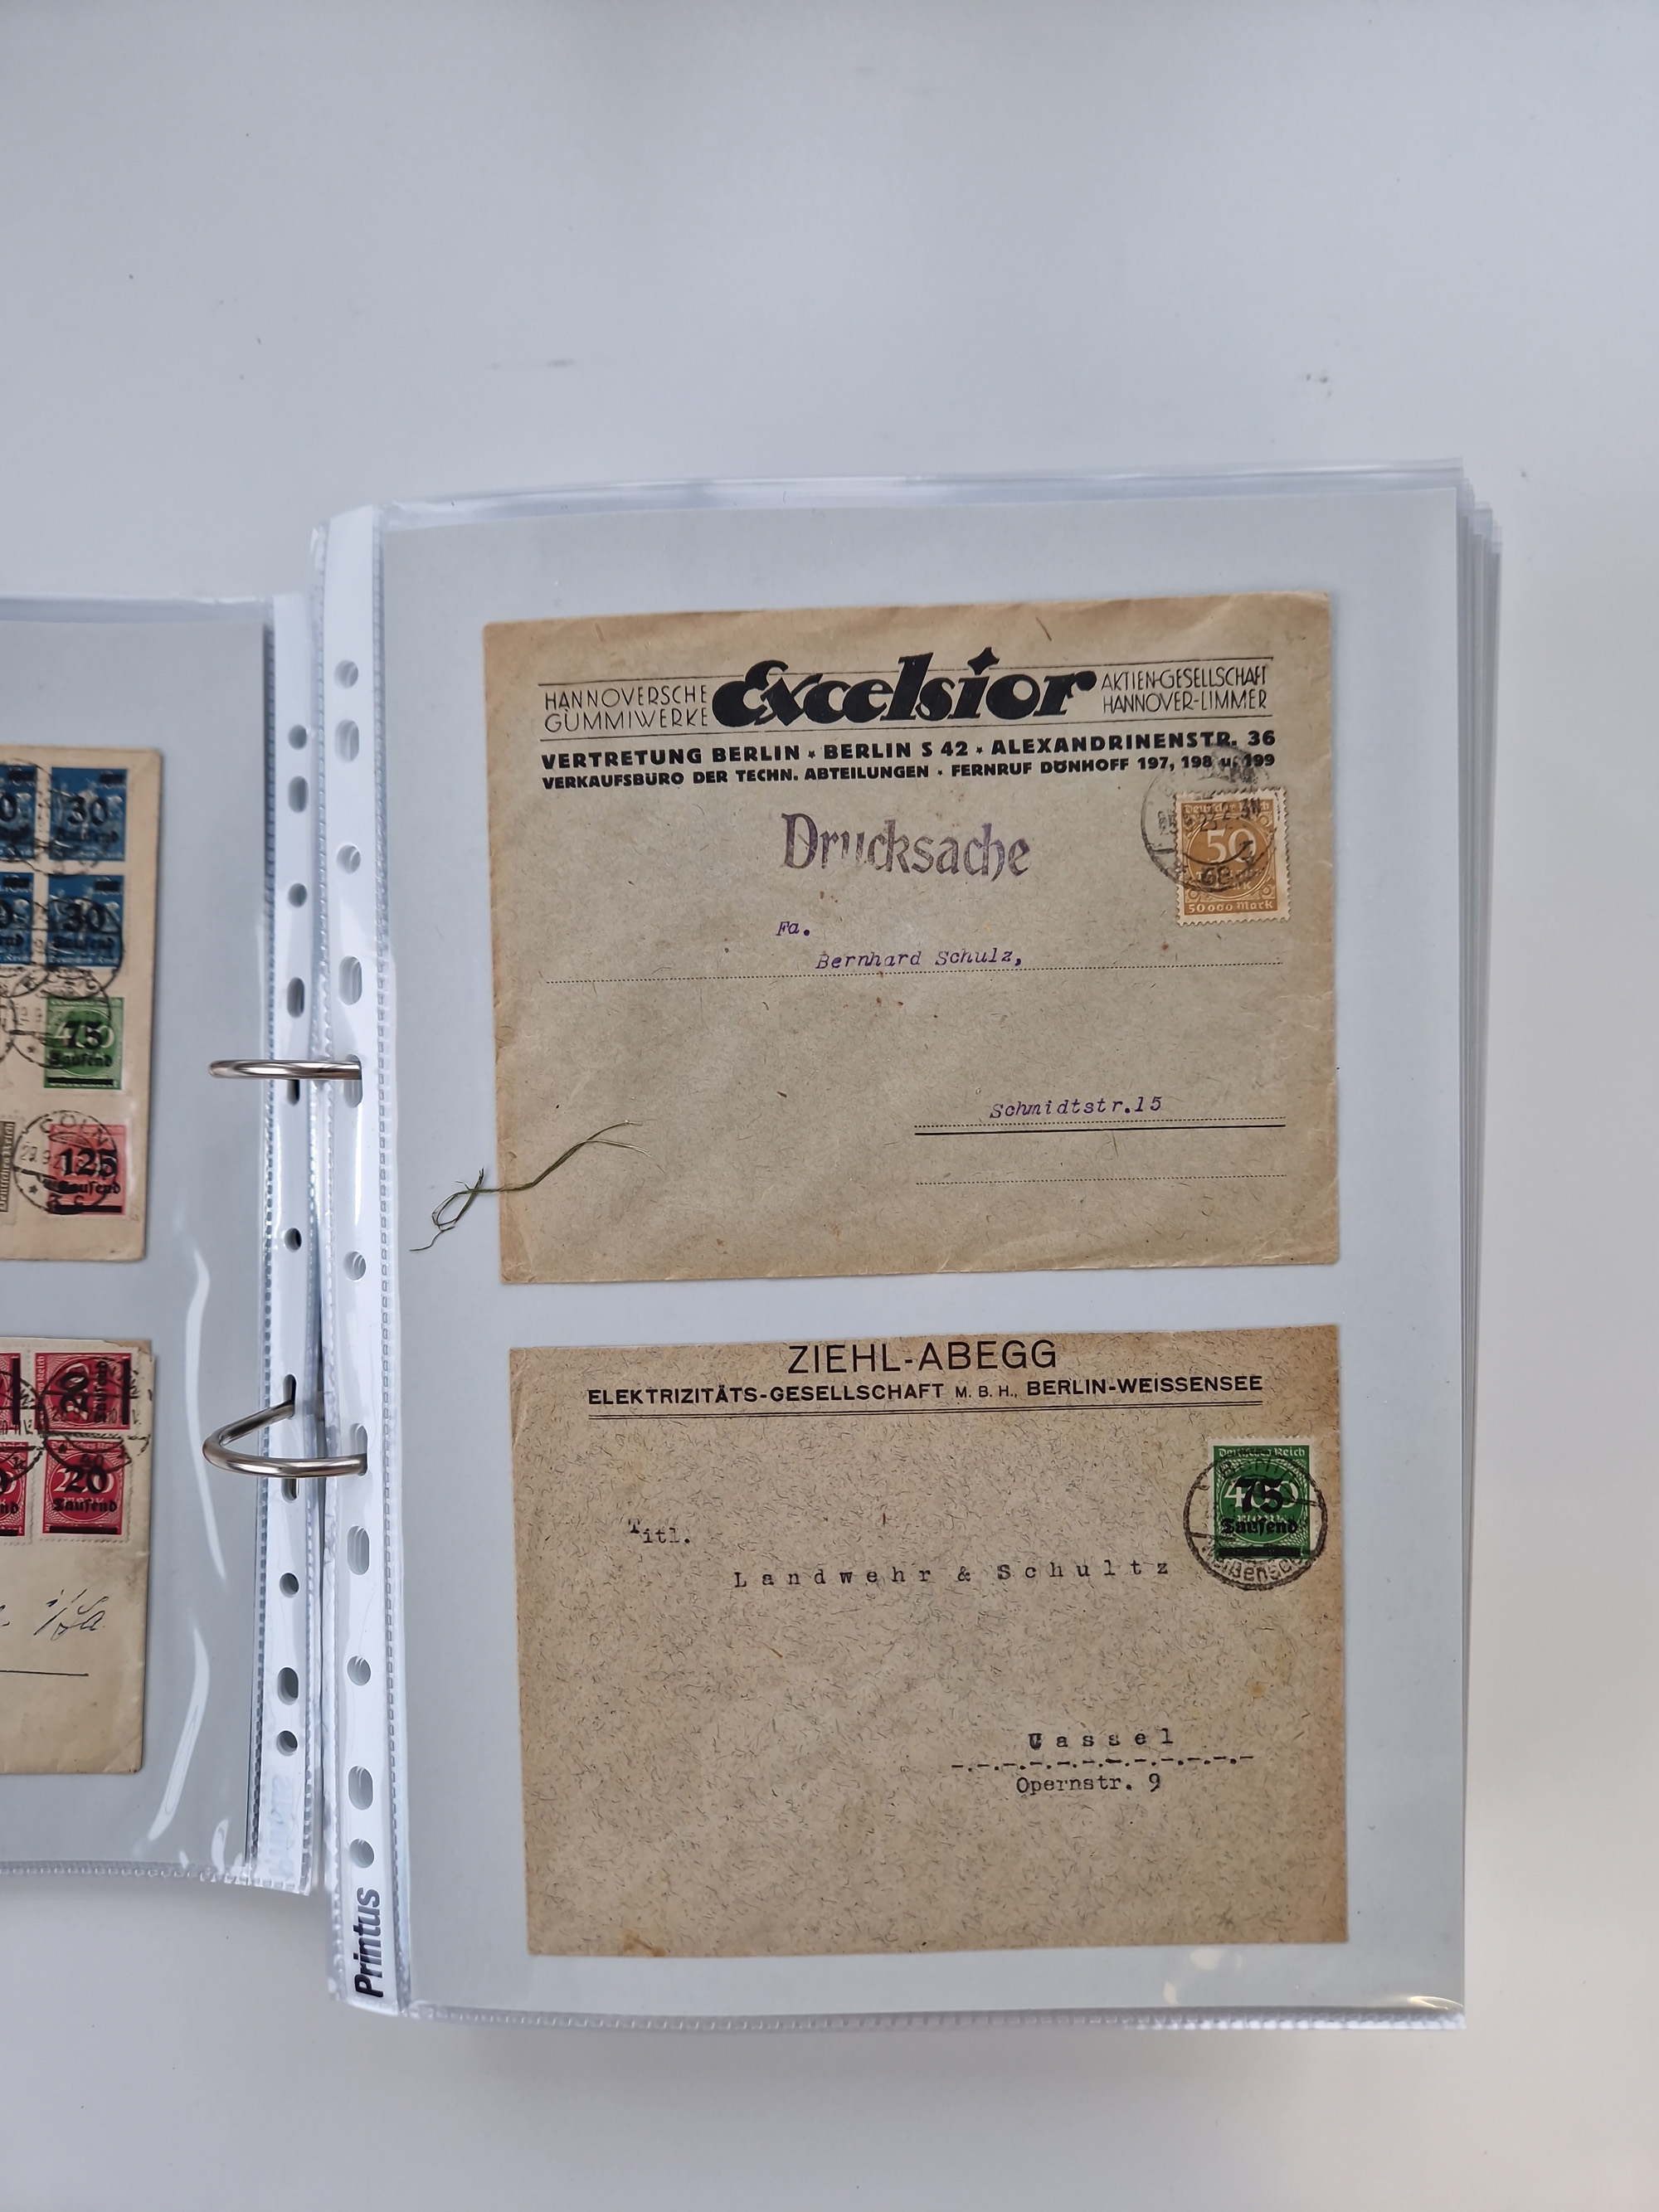 HANNOVERSCHE GUMMIWERKE Excelsior AKTIEN-GESELLSCHAFT HANNOVER-LIMMER
VERTRETUNG BERLIN * BERLIN S 42 * ALEXANDRINENSTR. 36
VERKAUFSBÜRO DER TECHN. ABTEILUNGEN · FERNRUF DÖNHOFF 197, 198 u. 199
Drucksache
50
50000 Mark
Fa.
Bernhard Schulz,
Schmidtstr.15
ZIEHL-ABEGG
ELEKTRIZITÄTS-GESELLSCHAFT M. B. H., BERLIN-WEISSENSEE
Deutsches Reich
75
Tausend
Titl.
Landwehr & Schultz
Cassel
Opernstr. 9
Printus
30
30
75
Tausend
CÖLN
125
Tausend
20
Tausend
20
Tausend